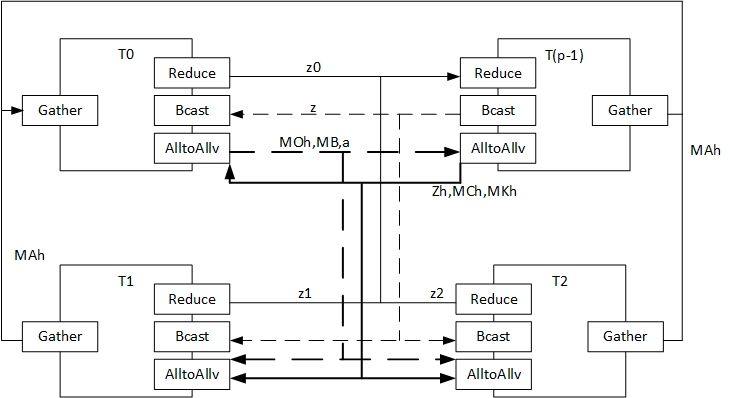 T0
T(p-1)
Reduce
z0
Reduce
Gather
Bcast
z
Bcast
Gather
AlltoAllv
MOh,MB,a
AlltoAllv
MAh
Zh,MCh,MKh
MAh
T1
T2
Reduce
z1
z2
Reduce
Gather
Bcast
Bcast
Gather
AlltoAllv
AlltoAllv